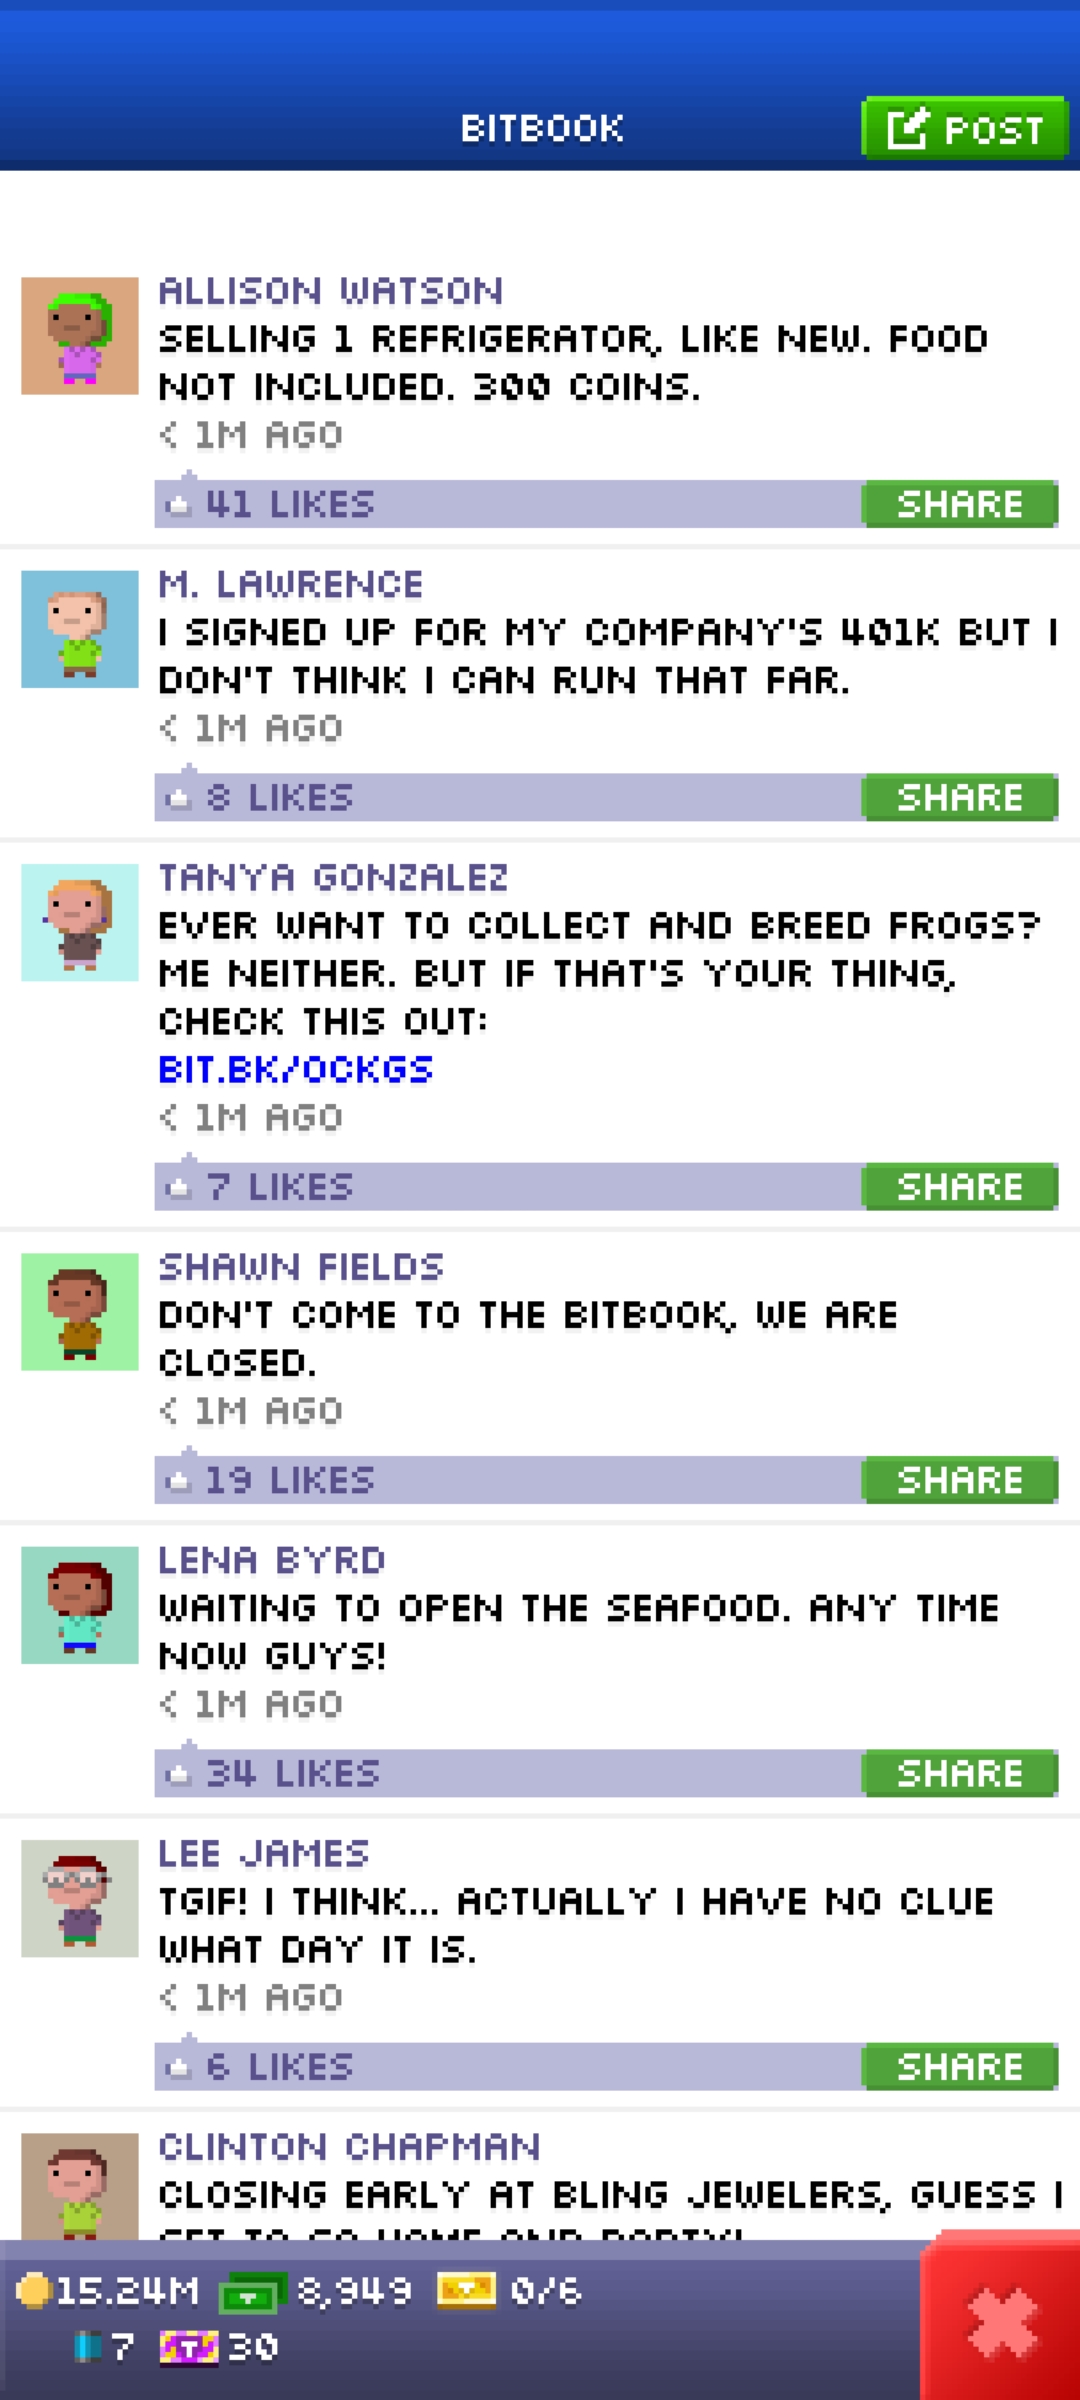 BITBOOK
POST
ALLISON WATSON
SELLING 1 REFRIGERATOR, LIKE NEW. FOOD
NOT INCLUDED. 300 COINS.
< 1M AGO
41 LIKES
SHARE
M. LAWRENCE
I SIGNED UP FOR MY COMPANY'S 401K BUT I
DON'T THINK I CAN RUN THAT FAR.
< 1M AGO
8 LIKES
SHARE
TANYA GONZALEZ
EVER WANT TO COLLECT AND BREED FROGS?
ME NEITHER. BUT IF THAT'S YOUR THING,
CHECK THIS OUT:
BIT.BK/OCKGS
< 1M AGO
7 LIKES
SHARE
SHAWN FIELDS
DON'T COME TO THE BITBOOK, WE ARE
CLOSED.
< 1M AGO
19 LIKES
SHARE
LENA BYRD
WAITING TO OPEN THE SEAFOOD. ANY TIME
NOW GUYS!
< 1M AGO
34 LIKES
SHARE
LEE JAMES
TGIF! I THINK... ACTUALLY I HAVE NO CLUE
WHAT DAY IT IS.
< 1M AGO
6 LIKES
SHARE
CLINTON CHAPMAN
CLOSING EARLY AT BLING JEWELERS, GUESS I
GET TO GO HOME AND PARTY!
15.24M 8,949 0/6
7 T 30